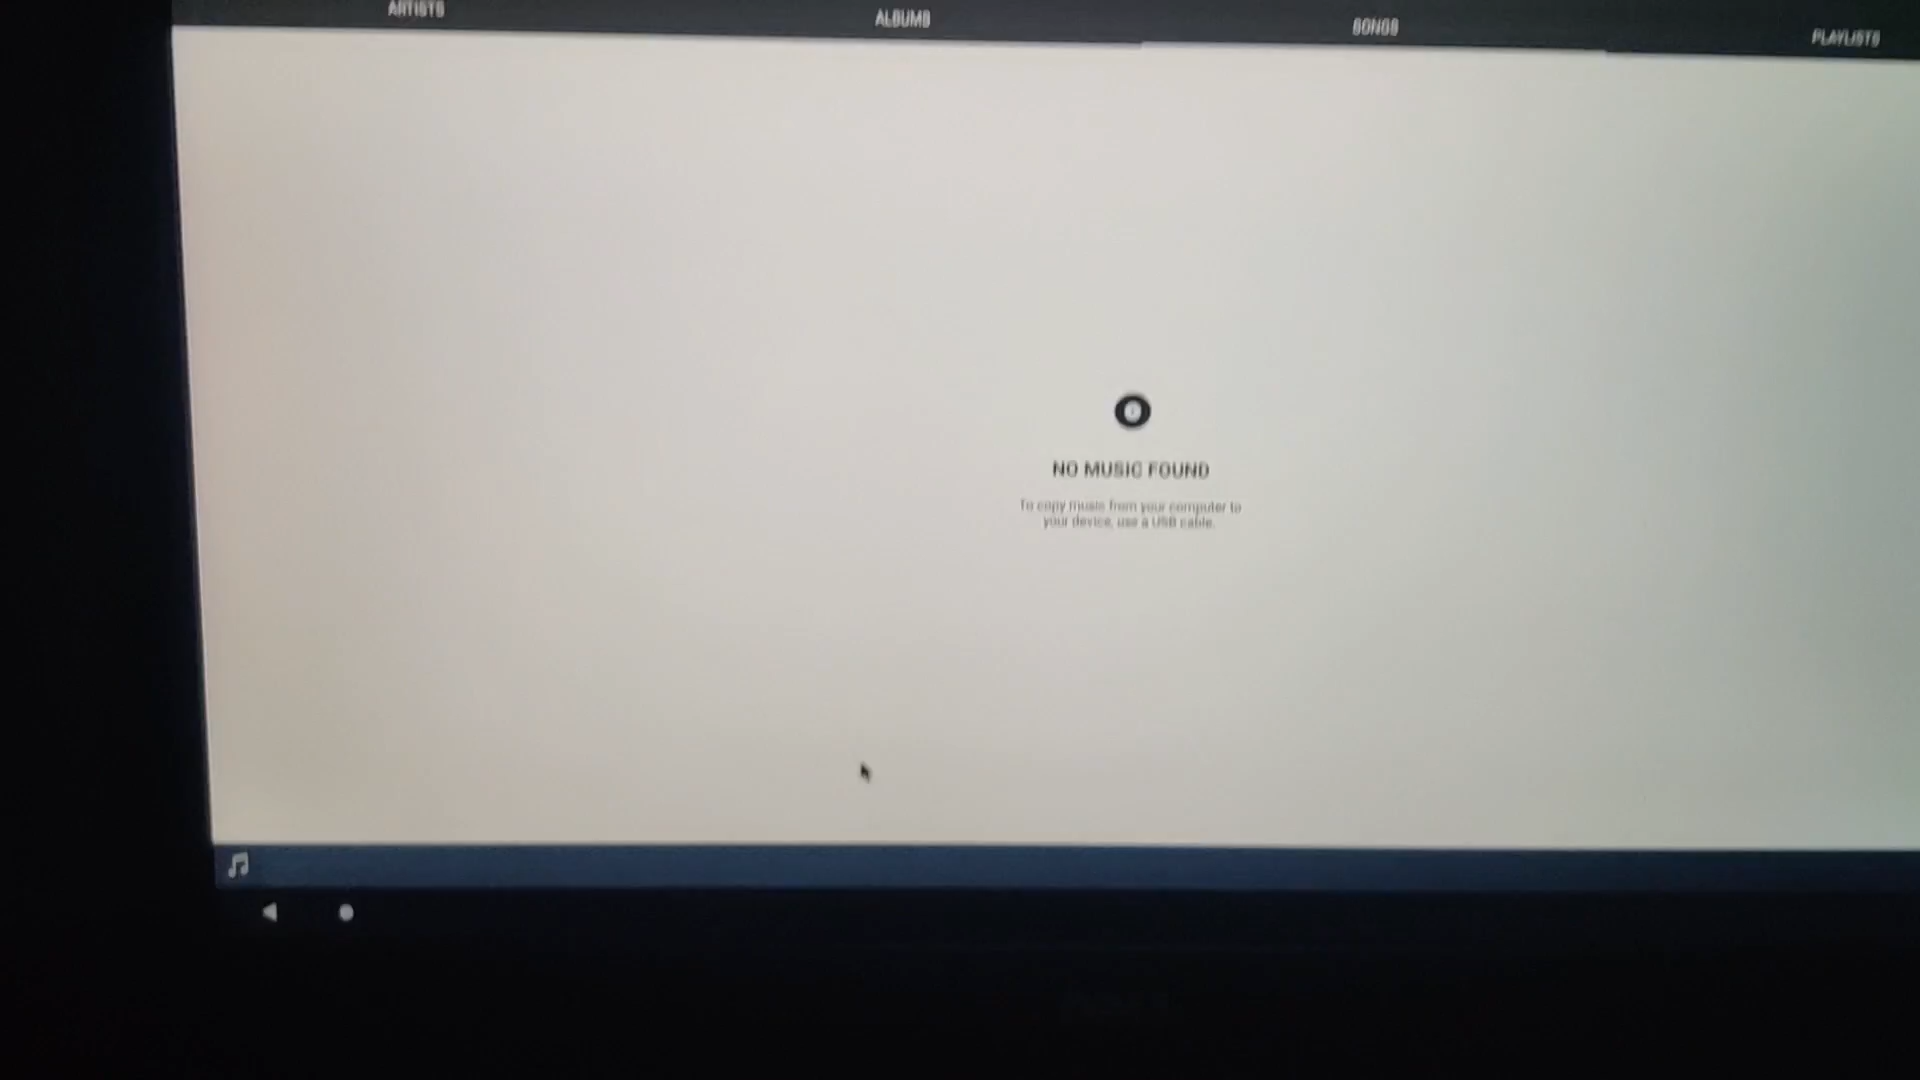 ARTISTS
ALBUMS
SONGS
PLAYLISTS
NO MUSIC FOUND
To copy music from your computer to
your device, use a USB cable.